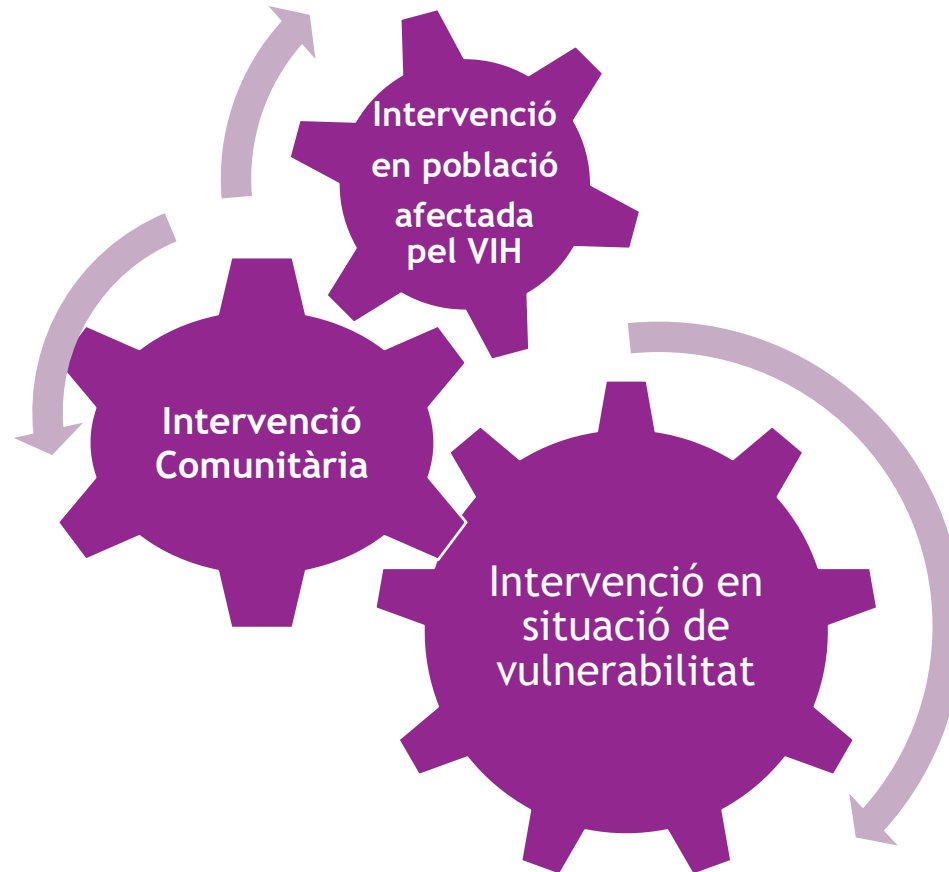 Intervenció
en població
afectada
pel VIH
Intervenció
Comunitària
Intervenció en
situació de
vulnerabilitat